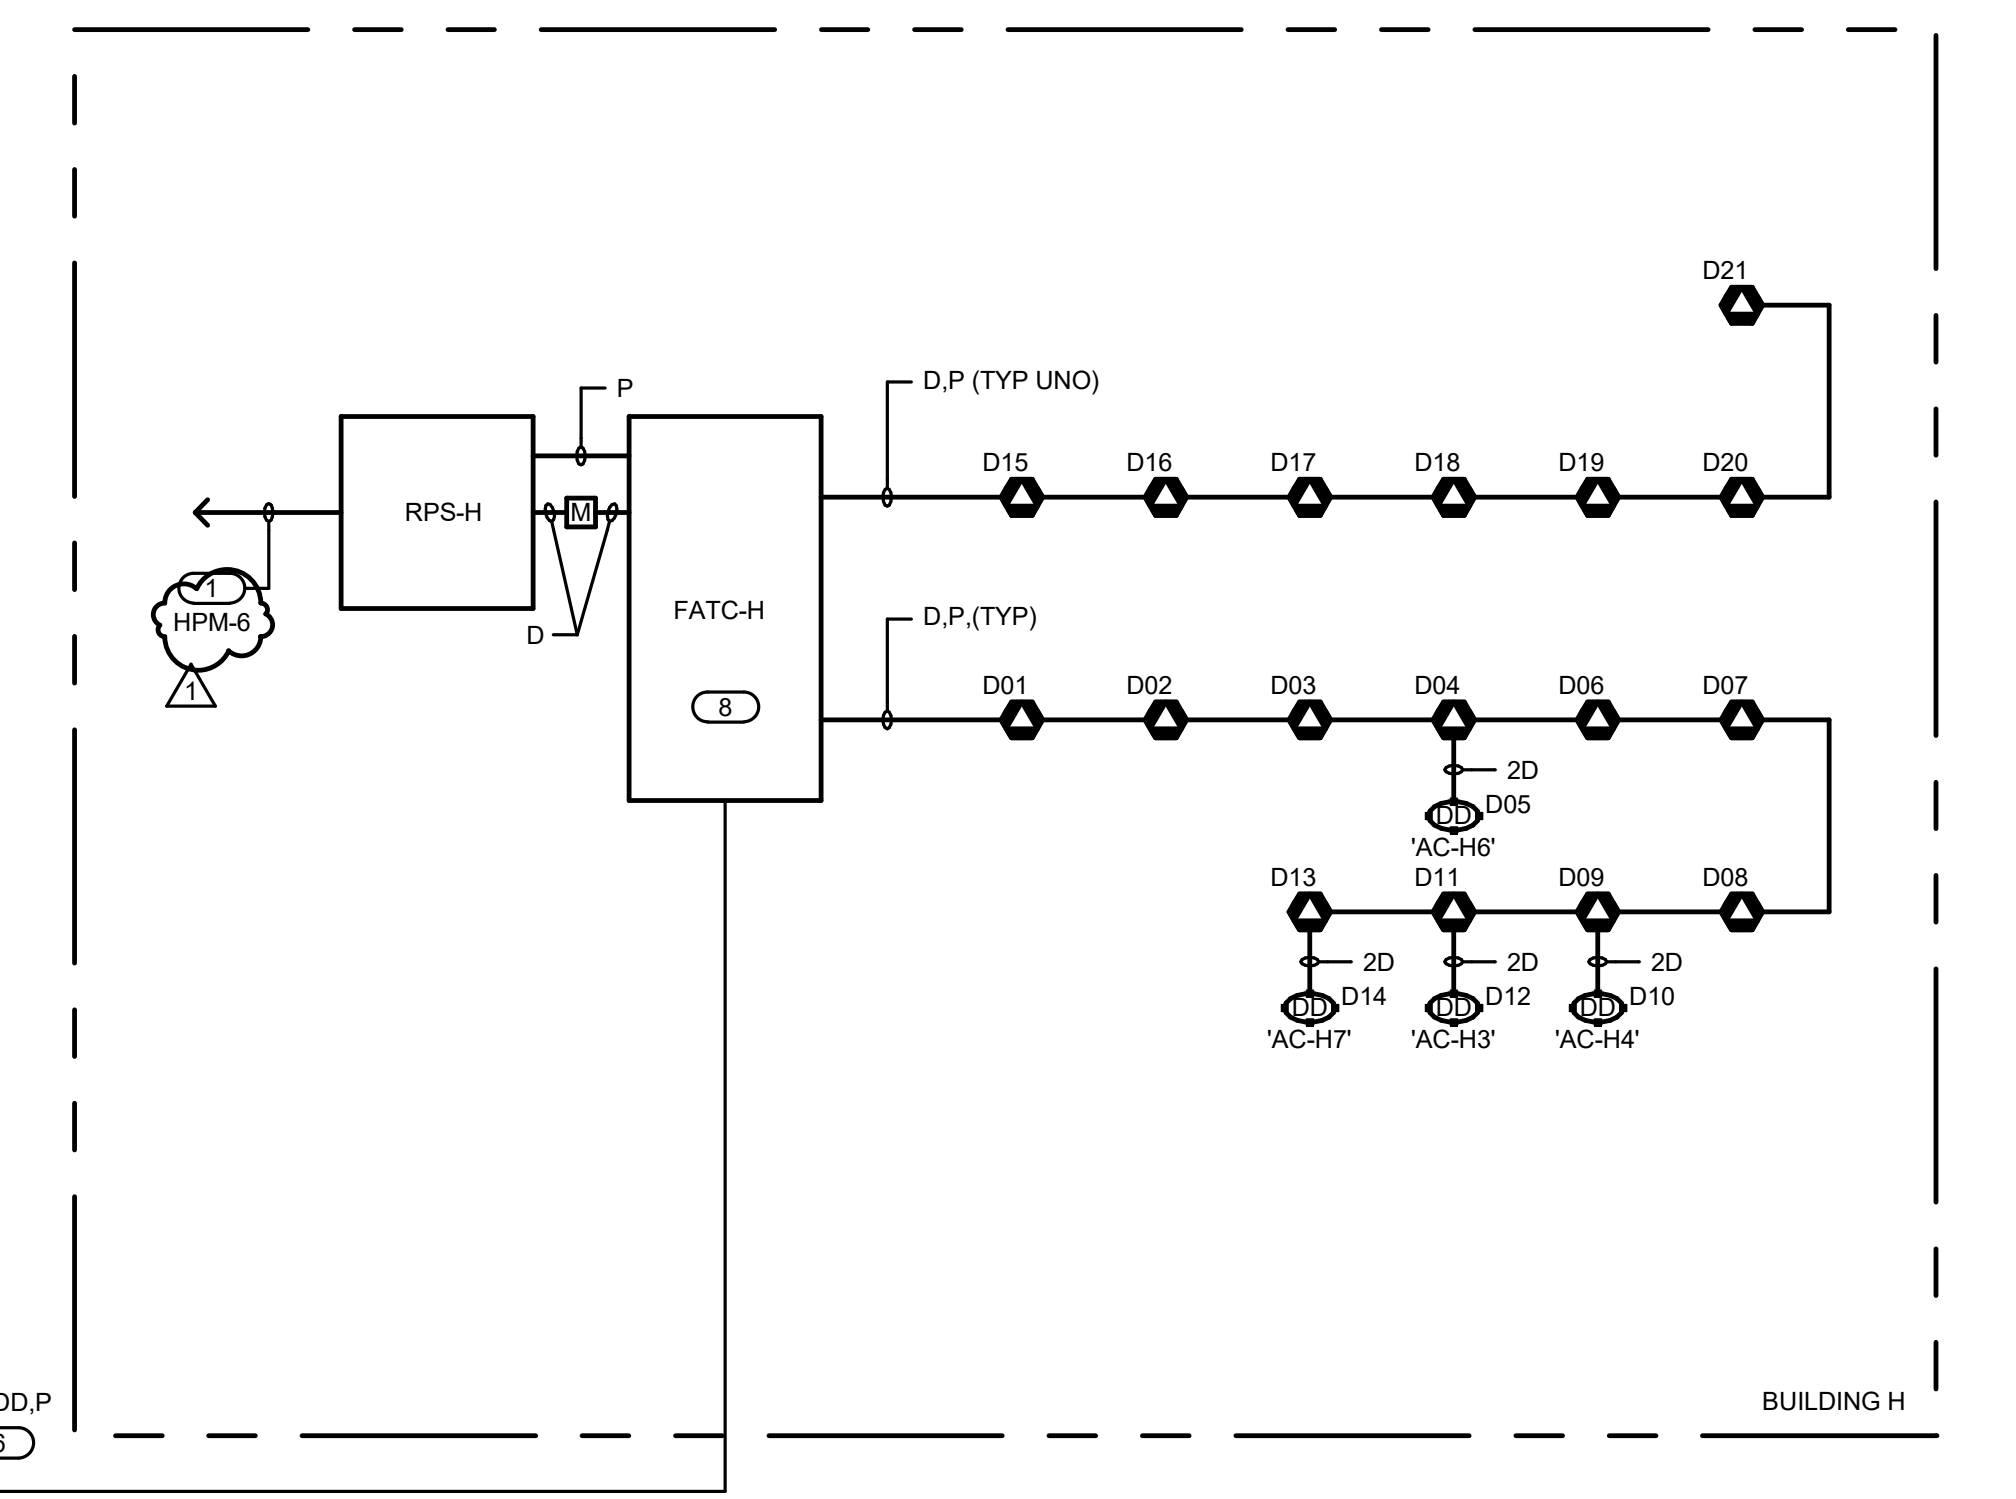 D21
P
D,P (TYP UNO)
D15
D16
D17
D18
D19
D20
RPS-H
M
1
HPM-6
1
D
FATC-H
8
D,P,(TYP)
D01
D02
D03
D04
D06
D07
2D
DD
D05
'AC-H6'
D13
D11
D09
D08
2D
2D
2D
DD
D14
DD
D12
DD
D10
'AC-H7'
'AC-H3'
'AC-H4'
DD,P
BUILDING H
6